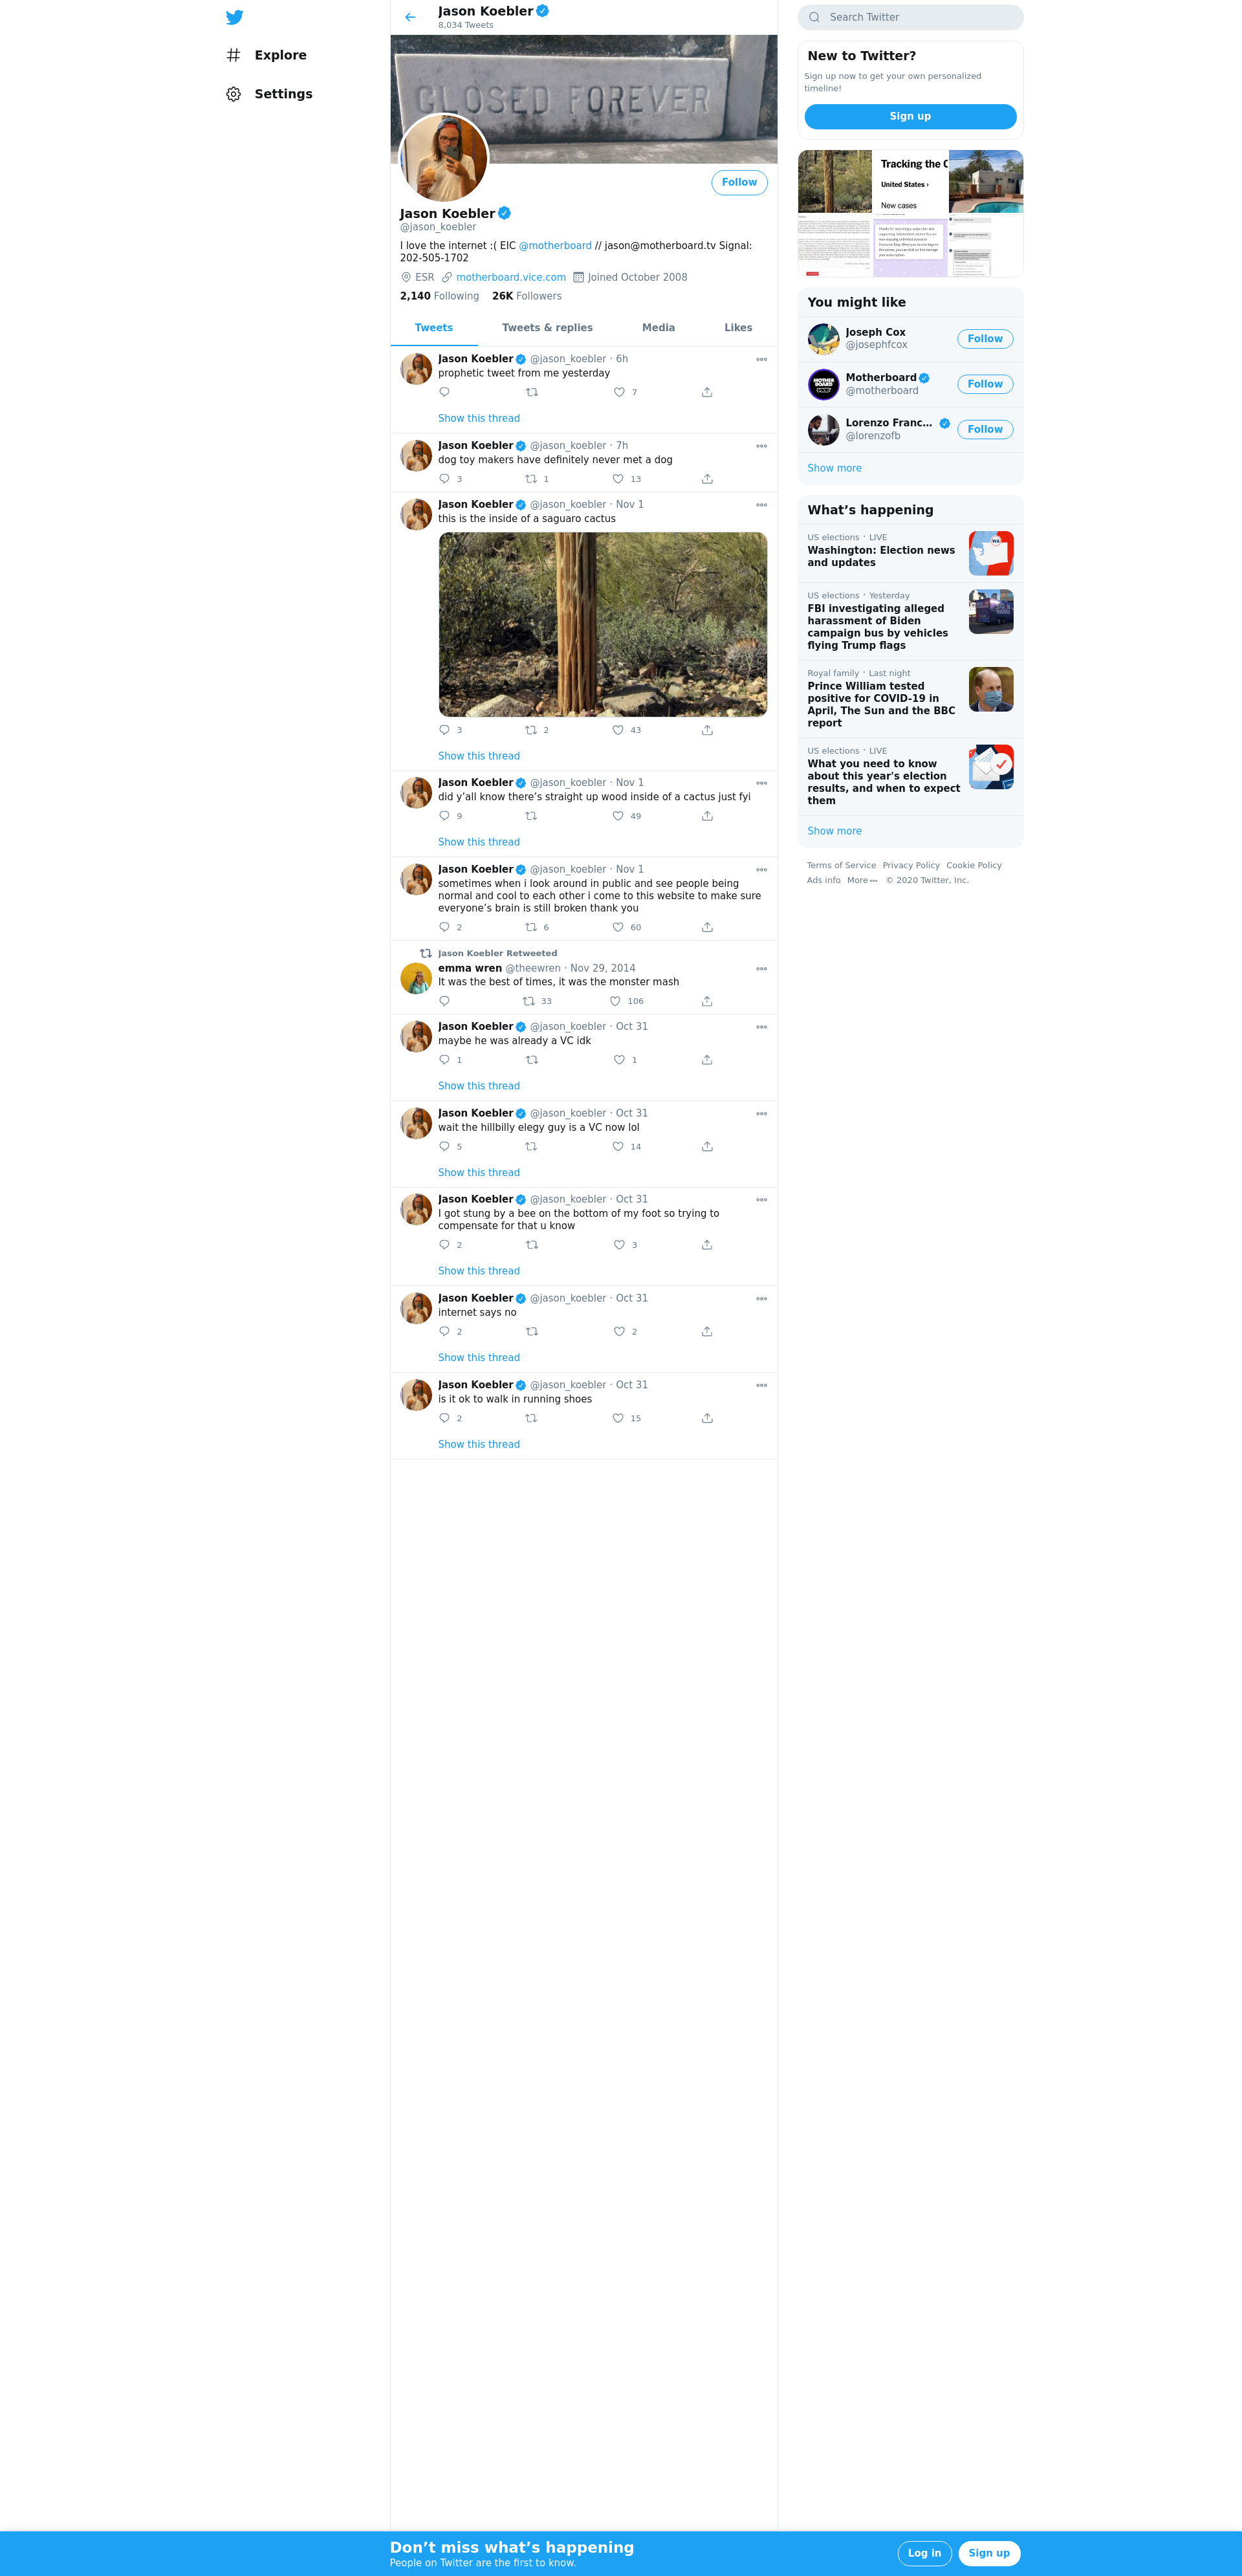 Explore
Settings
Jason Koebler
8,034 Tweets
CLOSED FOREVER
Follow
Jason Koebler
@jason_koebler
I love the internet :( EIC @motherboard // jason@motherboard.tv Signal:
202-505-1702
ESR motherboard.vice.com Joined October 2008
2,140 Following 26K Followers
Tweets Tweets & replies Media Likes
Jason Koebler @jason_koebler · 6h
prophetic tweet from me yesterday
7
Show this thread
Jason Koebler @jason_koebler · 7h
dog toy makers have definitely never met a dog
3 1 13
Jason Koebler @jason_koebler · Nov 1
this is the inside of a saguaro cactus
3 2 43
Show this thread
Jason Koebler @jason_koebler · Nov 1
did y’all know there’s straight up wood inside of a cactus just fyi
9 49
Show this thread
Jason Koebler @jason_koebler · Nov 1
sometimes when i look around in public and see people being
normal and cool to each other i come to this website to make sure
everyone’s brain is still broken thank you
2 6 60
Jason Koebler Retweeted
emma wren @theewren · Nov 29, 2014
It was the best of times, it was the monster mash
33 106
Jason Koebler @jason_koebler · Oct 31
maybe he was already a VC idk
1 1
Show this thread
Jason Koebler @jason_koebler · Oct 31
wait the hillbilly elegy guy is a VC now lol
5 14
Show this thread
Jason Koebler @jason_koebler · Oct 31
I got stung by a bee on the bottom of my foot so trying to
compensate for that u know
2 3
Show this thread
Jason Koebler @jason_koebler · Oct 31
internet says no
2 2
Show this thread
Jason Koebler @jason_koebler · Oct 31
is it ok to walk in running shoes
2 15
Show this thread
Search Twitter
New to Twitter?
Sign up now to get your own personalized
timeline!
Sign up
Tracking the C
United States ›
New cases
You might like
Joseph Cox
@josephfcox
Follow
Motherboard
@motherboard
Follow
Lorenzo Franc...
@lorenzofb
Follow
Show more
What’s happening
US elections · LIVE
Washington: Election news
and updates
WA
US elections · Yesterday
FBI investigating alleged
harassment of Biden
campaign bus by vehicles
flying Trump flags
Royal family · Last night
Prince William tested
positive for COVID-19 in
April, The Sun and the BBC
report
US elections · LIVE
What you need to know
about this year's election
results, and when to expect
them
Show more
Terms of Service Privacy Policy Cookie Policy
Ads info More © 2020 Twitter, Inc.
Don’t miss what’s happening
People on Twitter are the first to know.
Log in
Sign up